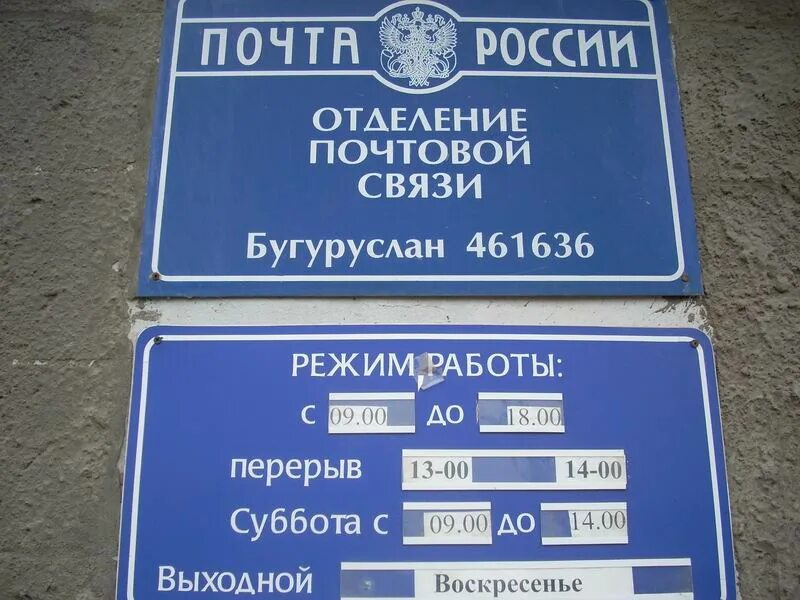 ПОЧТА РОССИИ
ОТДЕЛЕНИЕ
ПОЧТОВОЙ
СВЯЗИ
Бугуруслан 461636
РЕЖИМ РАБОТЫ:
с 09.00 до 18.00
перерыв 13-00 14-00
Суббота с 09.00 до 14.00
Выходной Воскресенье